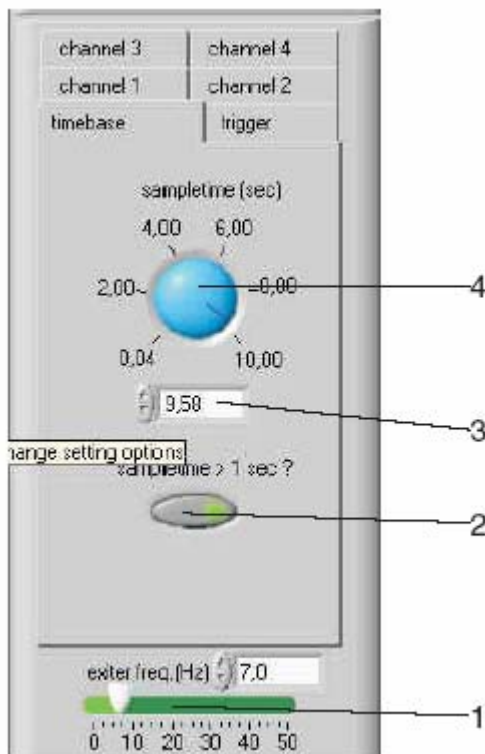 channel 3 channel 4
channel 1 channel 2
timebase trigger
sampletime (sec)
4,00 6,00
2,00 8,00 4
0,04 10,00
9,58 3
hange setting options
sampletime > 1 sec ?
2
exter freq.(Hz) 7,0
1
0 10 20 30 40 50